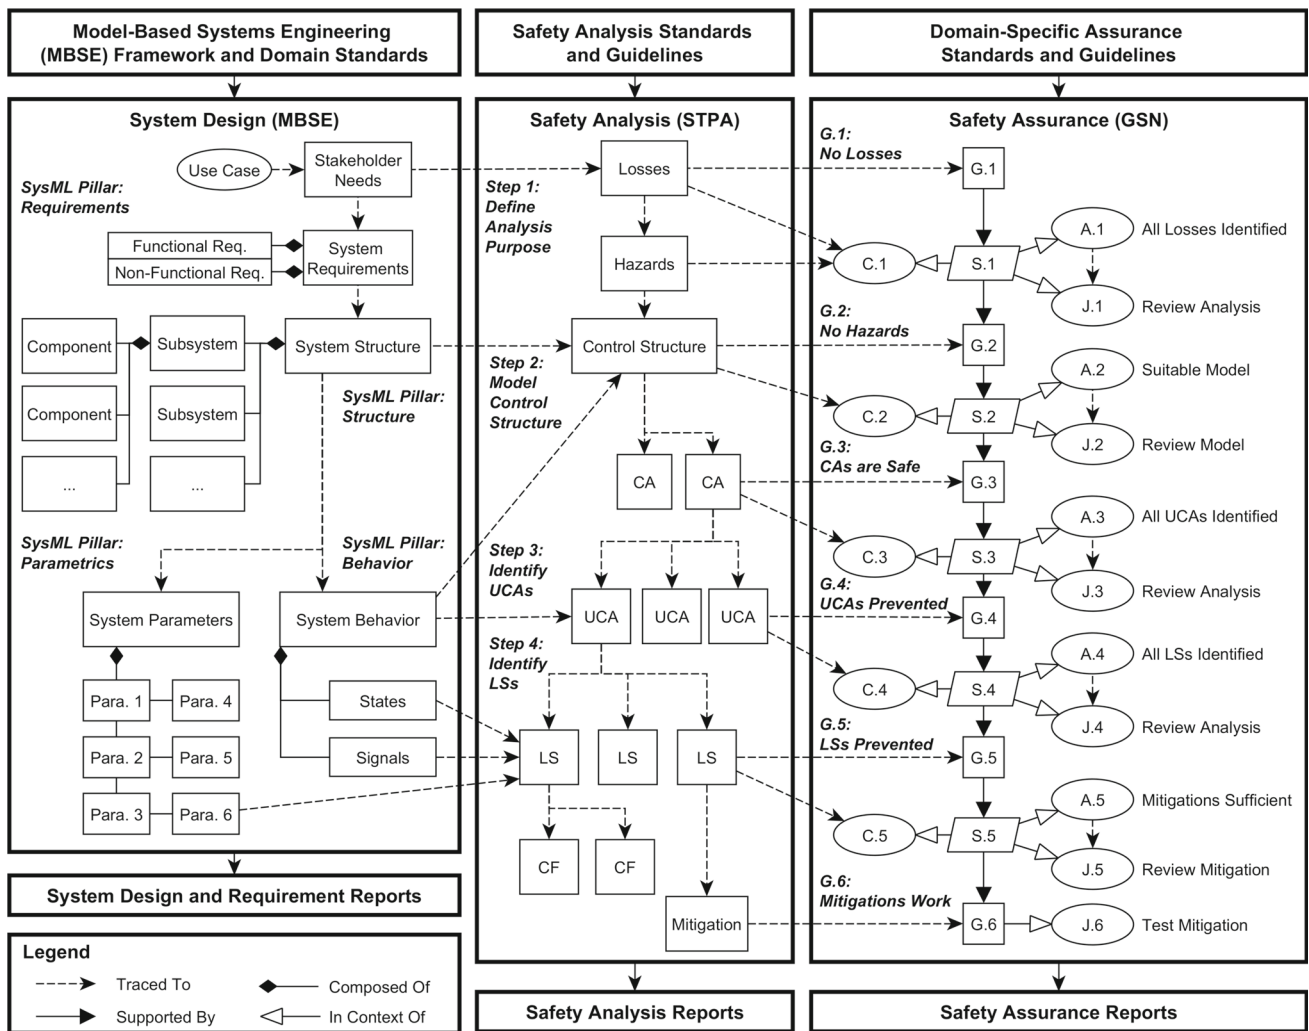 Model-Based Systems Engineering
(MBSE) Framework and Domain Standards
System Design (MBSE)
Use Case
Stakeholder
Needs
SysML Pillar:
Requirements
Functional Req.
Non-Functional Req.
System
Requirements
Component
Subsystem
System Structure
Component
Subsystem
SysML Pillar:
Structure
...
...
SysML Pillar:
Parametrics
SysML Pillar:
Behavior
System Parameters
System Behavior
Para. 1
Para. 4
States
Para. 2
Para. 5
Signals
Para. 3
Para. 6
System Design and Requirement Reports
Legend
Traced To
Composed Of
Supported By
In Context Of
Safety Analysis Standards
and Guidelines
Safety Analysis (STPA)
Losses
Step 1:
Define
Analysis
Purpose
Hazards
Control Structure
Step 2:
Model
Control
Structure
CA
CA
Step 3:
Identify
UCAs
UCA
UCA
UCA
Step 4:
Identify
LSs
LS
LS
LS
CF
CF
Mitigation
Safety Analysis Reports
Domain-Specific Assurance
Standards and Guidelines
Safety Assurance (GSN)
G.1:
No Losses
G.1
A.1
All Losses Identified
C.1
S.1
J.1
Review Analysis
G.2:
No Hazards
G.2
A.2
Suitable Model
C.2
S.2
J.2
Review Model
G.3:
CAs are Safe
G.3
A.3
All UCAs Identified
C.3
S.3
J.3
Review Analysis
G.4:
UCAs Prevented
G.4
A.4
All LSs Identified
C.4
S.4
J.4
Review Analysis
G.5:
LSs Prevented
G.5
A.5
Mitigations Sufficient
C.5
S.5
J.5
Review Mitigation
G.6:
Mitigations Work
G.6
J.6
Test Mitigation
Safety Assurance Reports